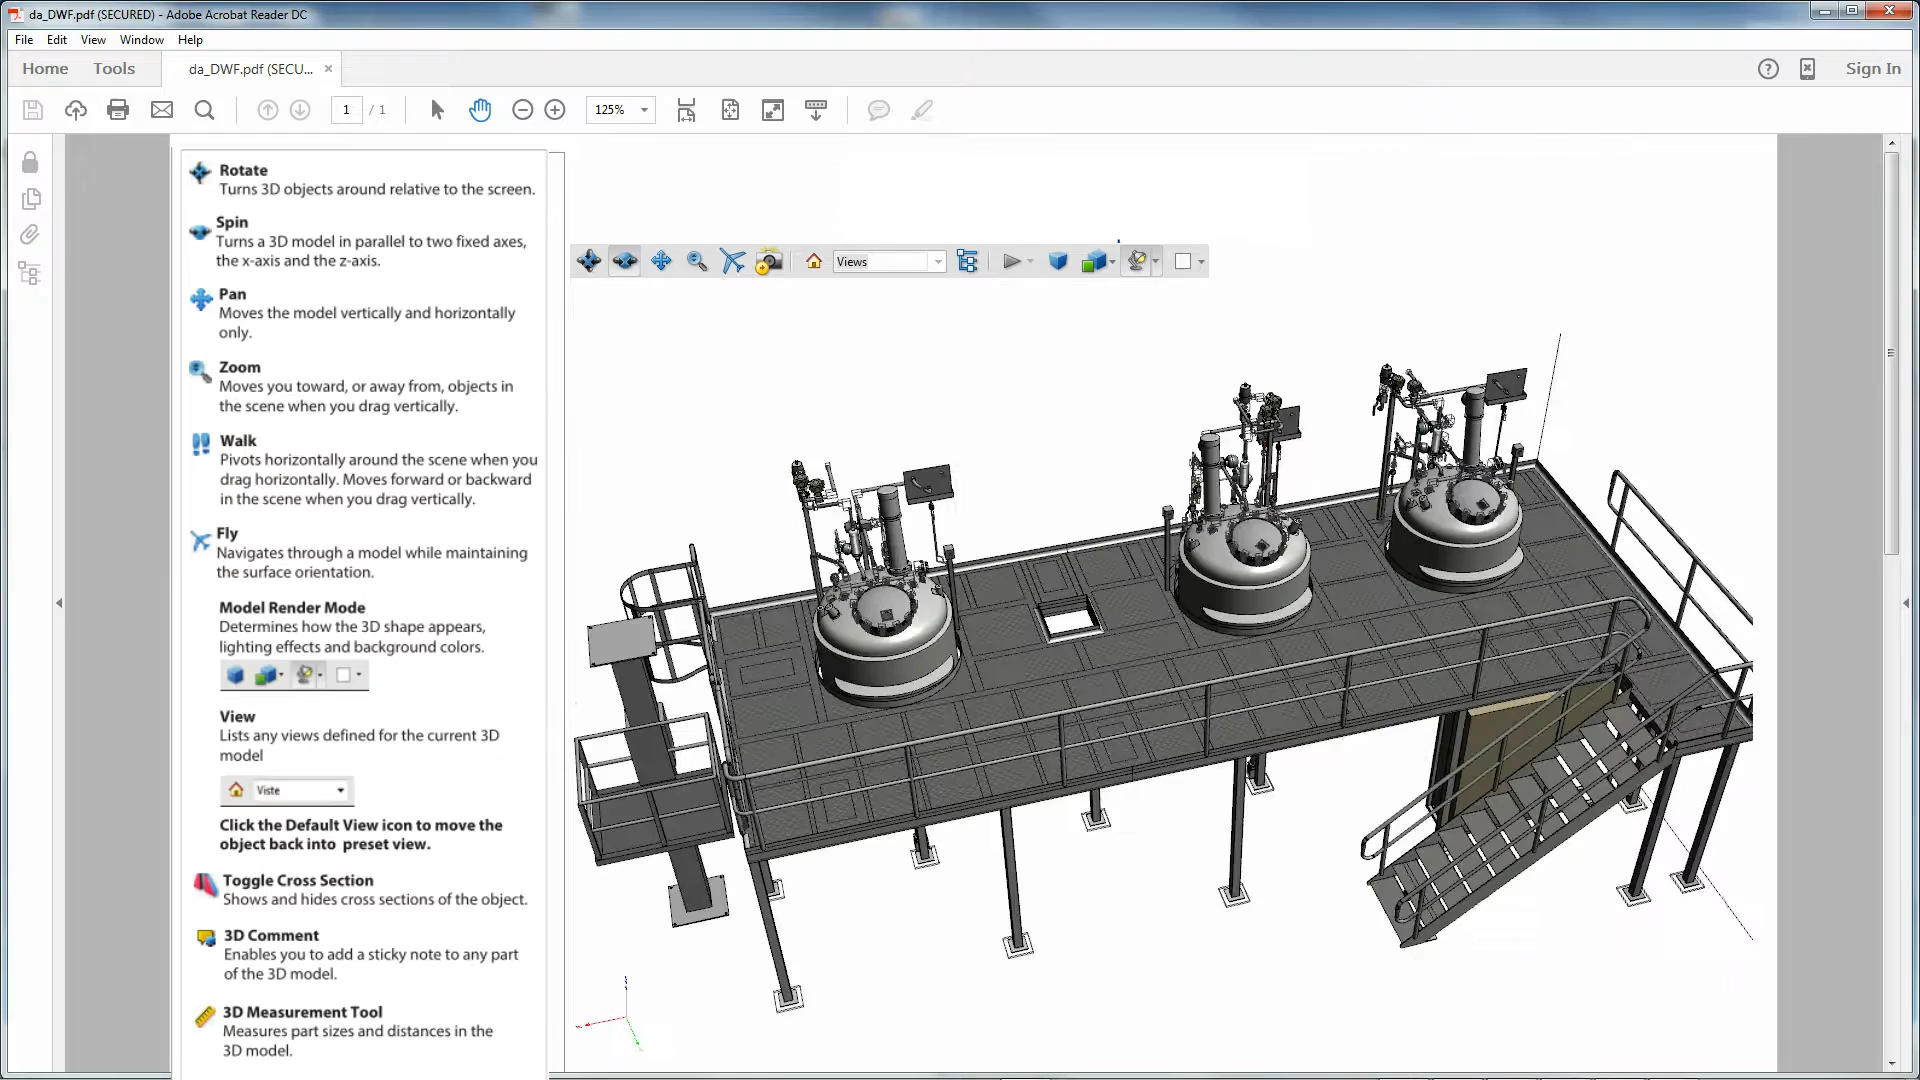 da_DWF.pdf (SECURED) - Adobe Acrobat Reader DC
File Edit View Window Help
Home Tools da_DWF.pdf (SECU... × Sign In
1 / 1 125%
Rotate
Turns 3D objects around relative to the screen.
Spin
Turns a 3D model in parallel to two fixed axes,
the x-axis and the z-axis.
Pan
Moves the model vertically and horizontally
only.
Zoom
Moves you toward, or away from, objects in
the scene when you drag vertically.
Walk
Pivots horizontally around the scene when you
drag horizontally. Moves forward or backward
in the scene when you drag vertically.
Fly
Navigates through a model while maintaining
the surface orientation.
Model Render Mode
Determines how the 3D shape appears,
lighting effects and background colors.
View
Lists any views defined for the current 3D
model
Viste
Click the Default View icon to move the
object back into preset view.
Toggle Cross Section
Shows and hides cross sections of the object.
3D Comment
Enables you to add a sticky note to any part
of the 3D model.
3D Measurement Tool
Measures part sizes and distances in the
3D model.
Views